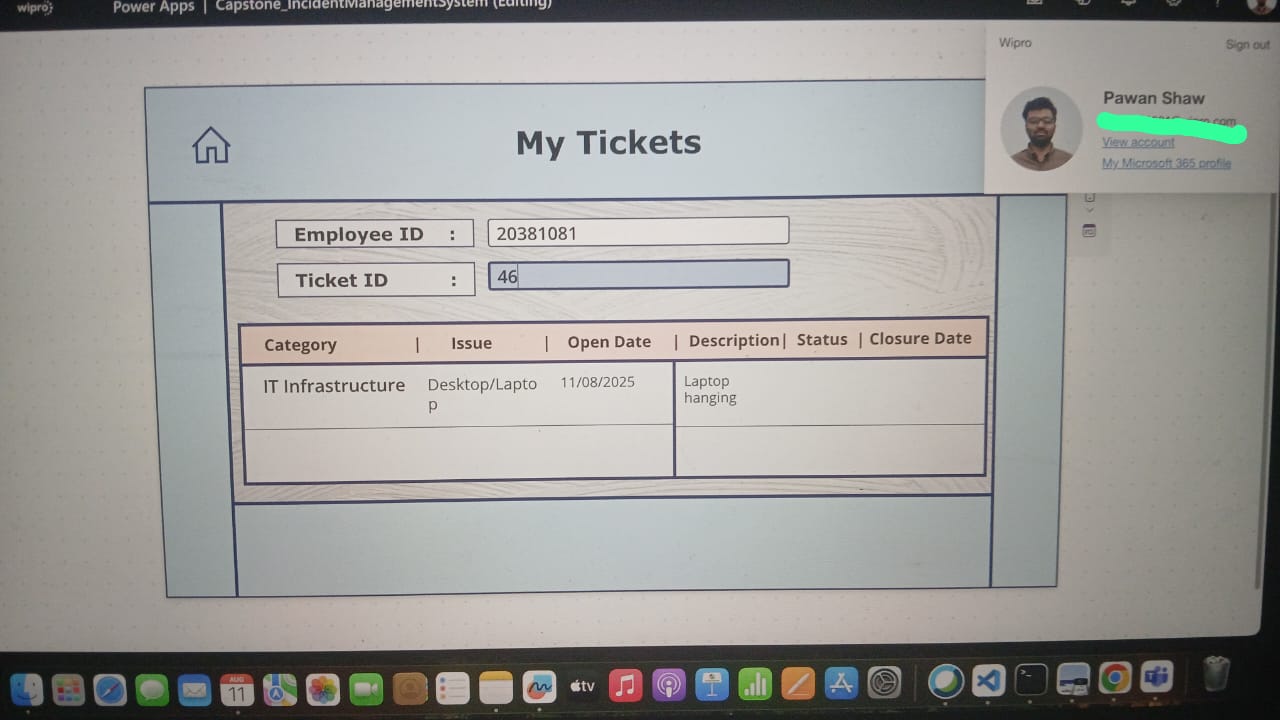 wipro
Power Apps | Capstone_IncidentManagementSystem (Editing)
Wipro
Sign out
Pawan Shaw
View account
My Microsoft 365 profile
My Tickets
Employee ID :
20381081
Ticket ID :
46
Category | Issue | Open Date | Description | Status | Closure Date
IT Infrastructure
Desktop/Lapto
p
11/08/2025
Laptop
hanging
AUG
11
tv